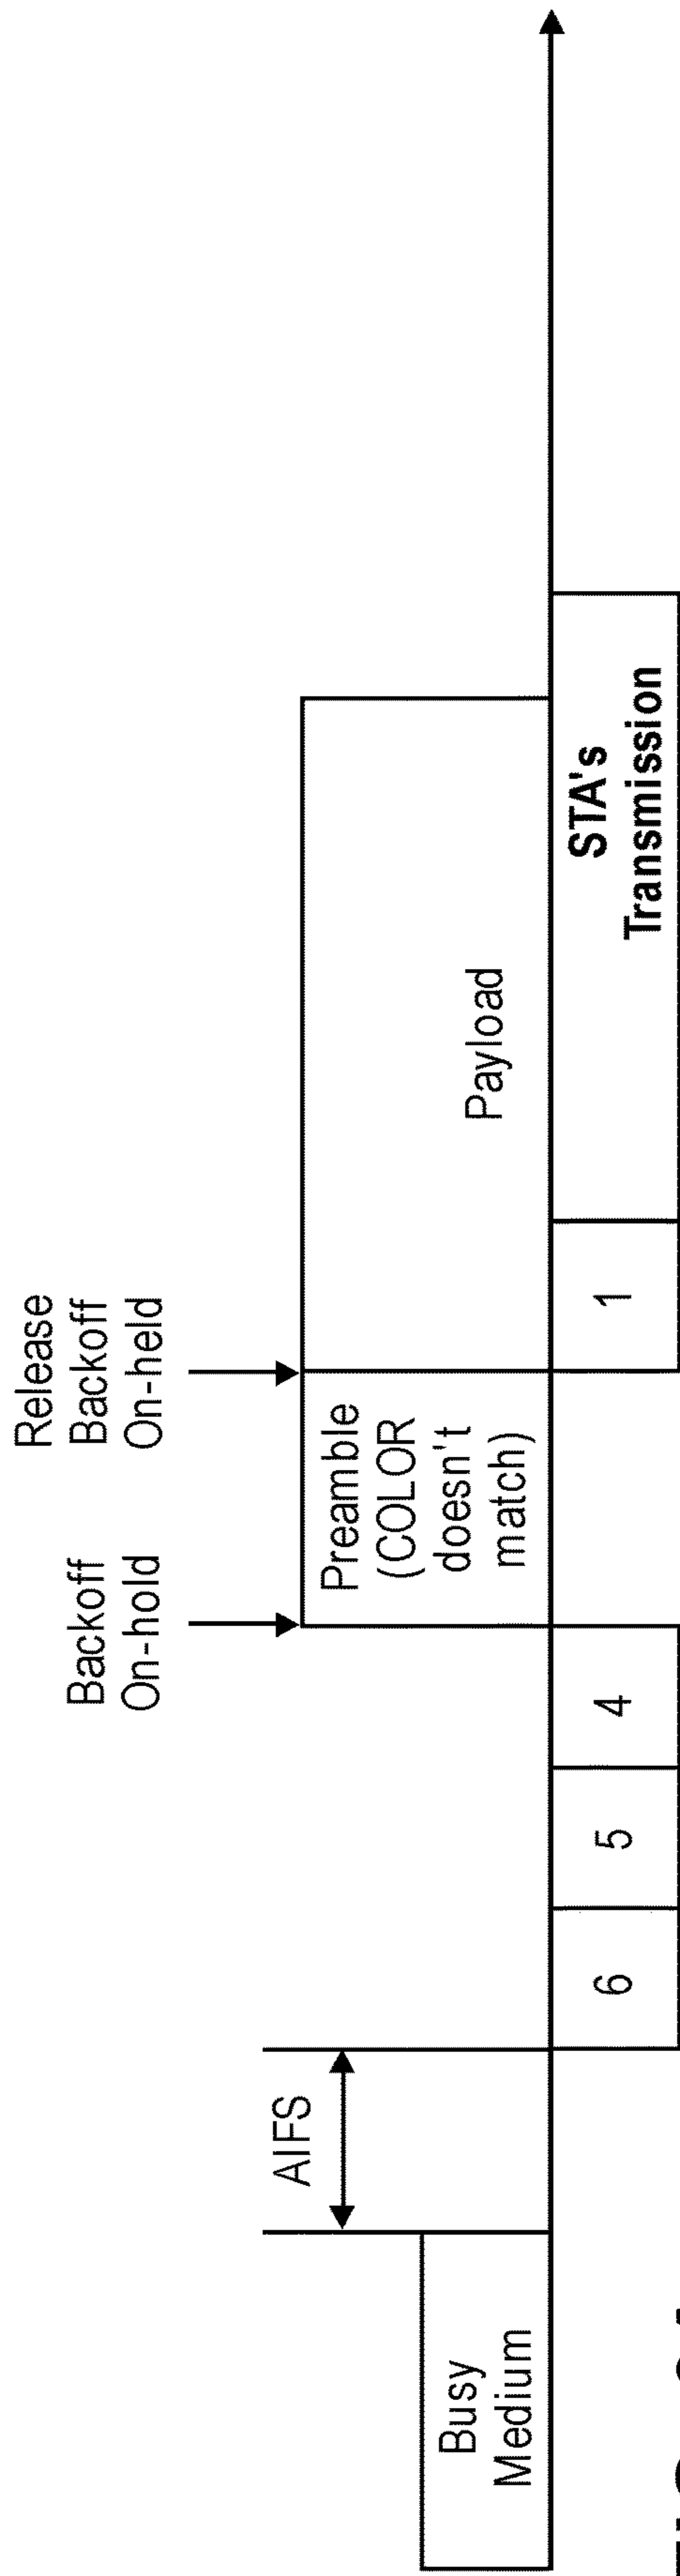 Busy
Medium
AIFS
6
5
4
Backoff
On-hold
Preamble
(COLOR
doesn't
match)
Release
Backoff
On-held
1
Payload
STA's
Transmission